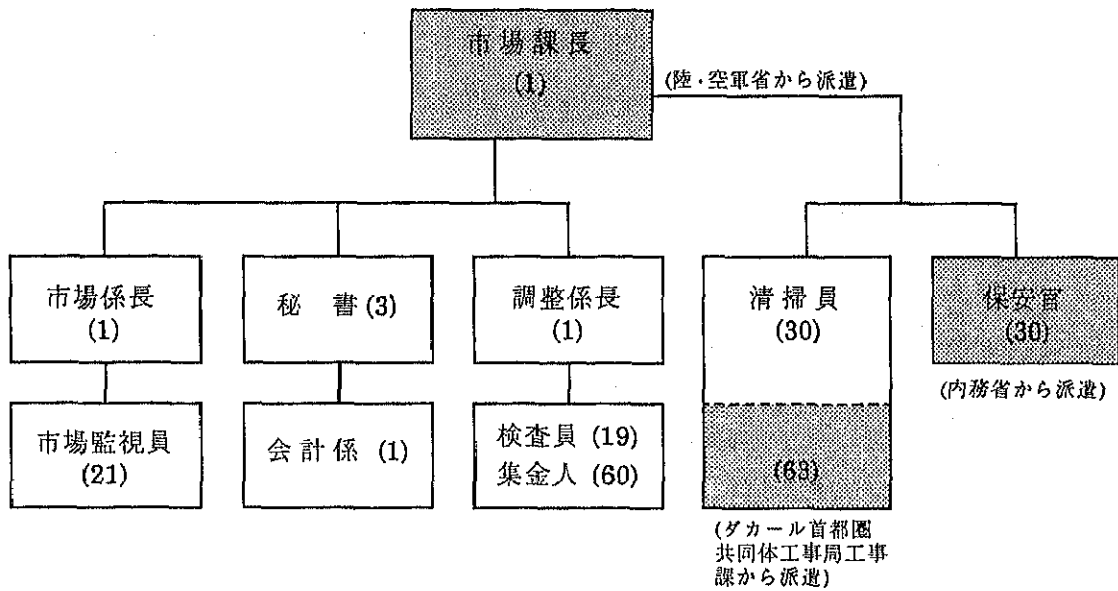 市場課長
(1)
(陸・空軍省から派遣)
市場係長
(1)
秘 書 (3)
調整係長
(1)
清掃員
(30)
保安官
(30)
(内務省から派遣)
市場監視員
(21)
会計係 (1)
検査員 (19)
集金人 (60)
(63)
(ダカール首都圏
共同体工事局工事
課から派遣)